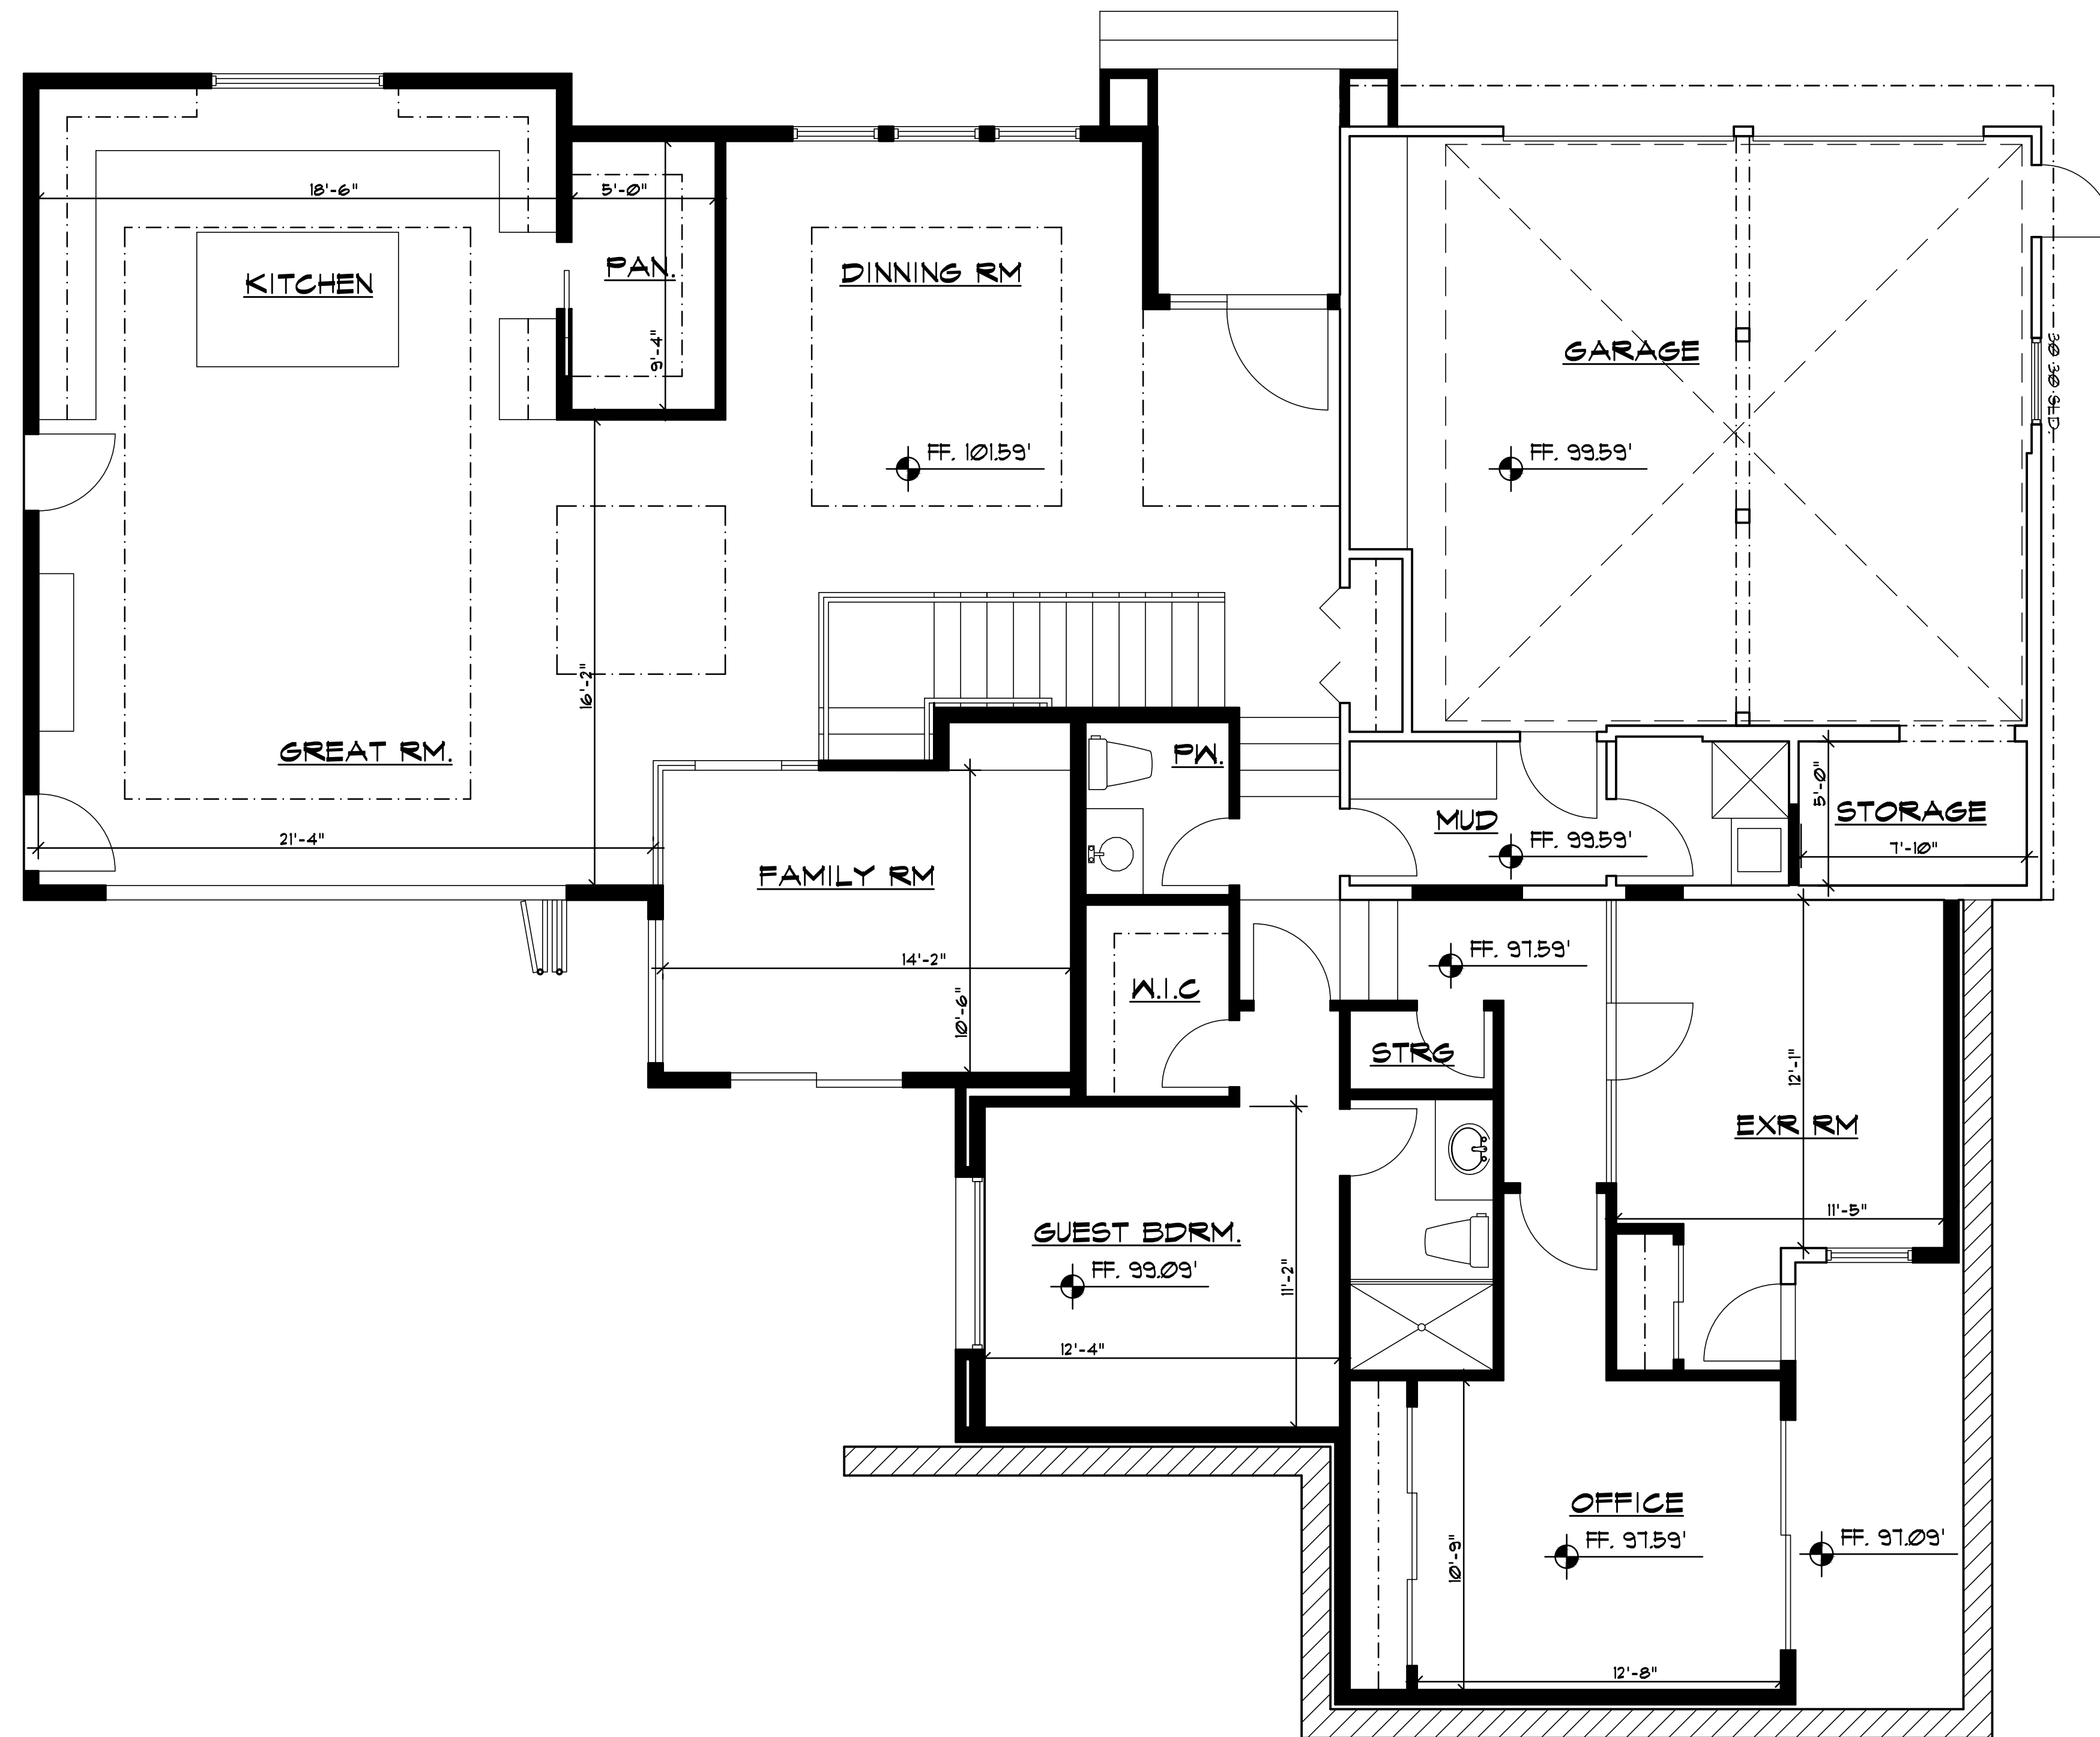 18'-6"
5'-0"
KITCHEN
PAN.
DINNING RM
9'-4"
GARAGE
30 30 SLD.
FF. 101.59'
FF. 99.59'
16'-2"
GREAT RM.
PW.
MUD
FF. 99.59'
5'-0"
STORAGE
7'-10"
21'-4"
FAMILY RM
14'-2"
10'-6"
W.I.C
FF. 97.59'
STRG
12'-1"
EXR RM
11'-5"
GUEST BDRM.
FF. 99.09'
11'-2"
12'-4"
OFFICE
FF. 97.59'
FF. 97.09'
10'-9"
12'-8"